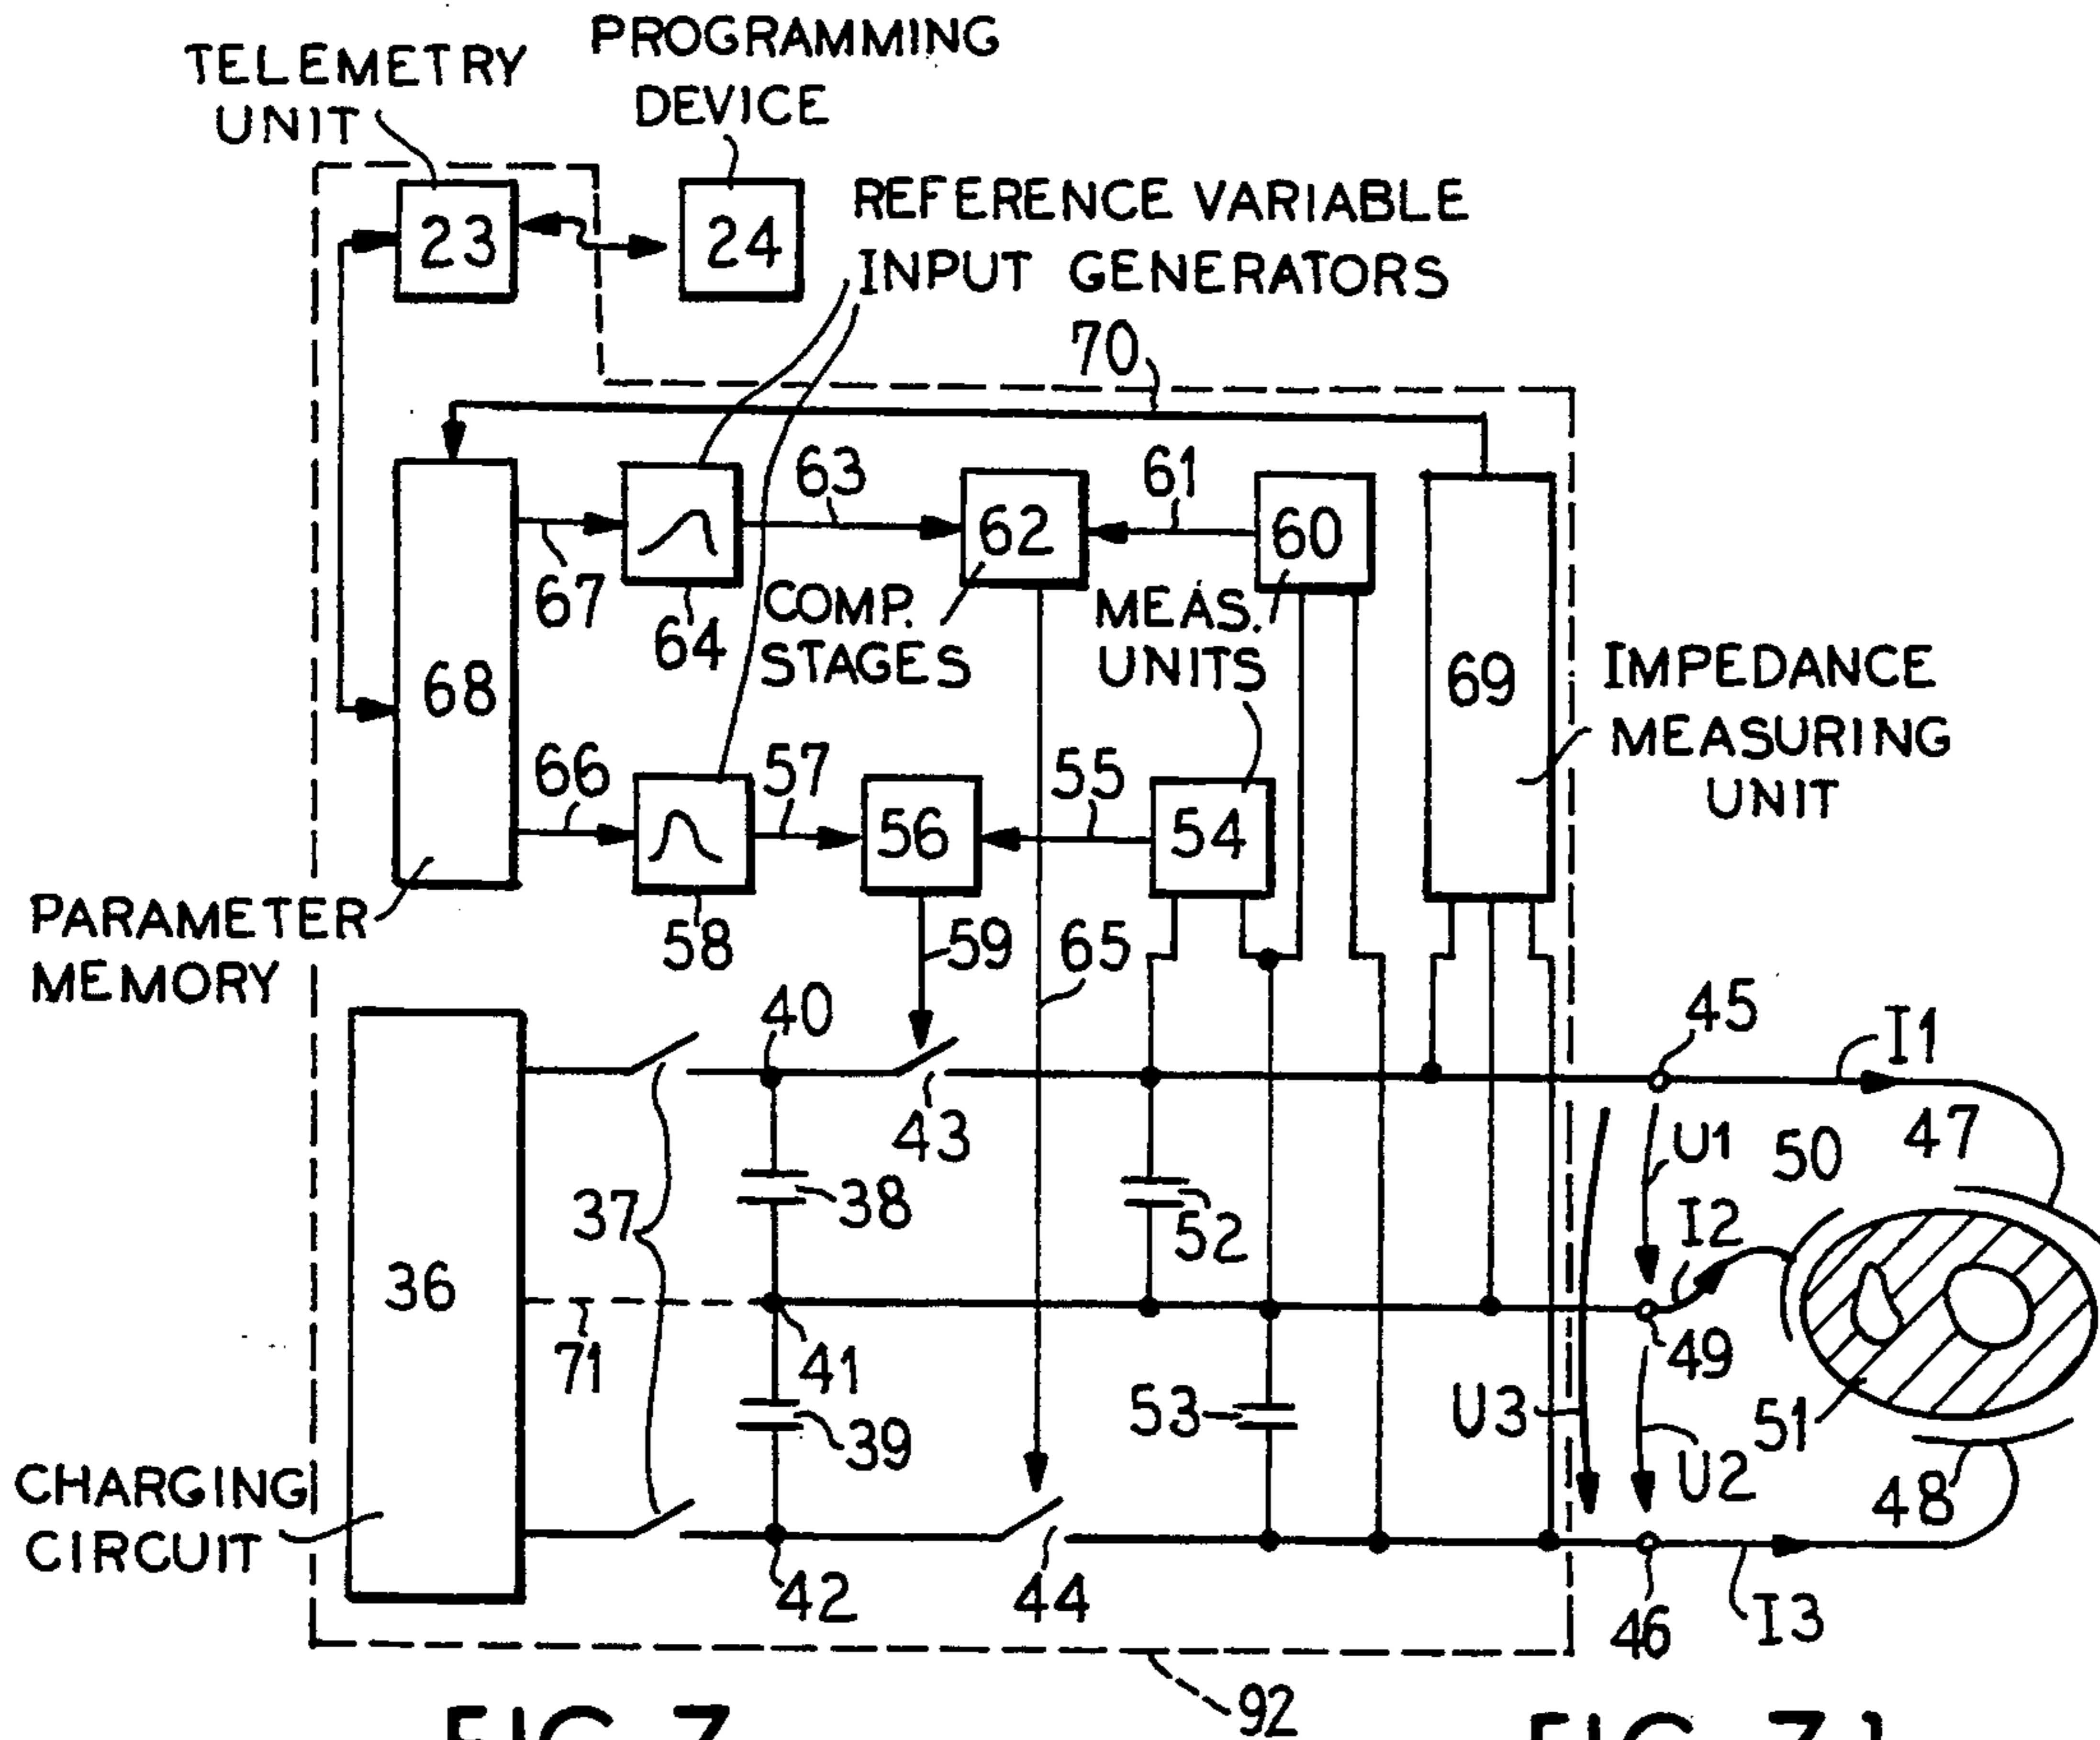 TELEMETRY
UNIT
PROGRAMMING
DEVICE
23
24
REFERENCE VARIABLE
INPUT GENERATORS
70
63
61
62
60
67
64
COMP.
STAGES
MEAS.
UNITS
68
69
IMPEDANCE
MEASURING
UNIT
66
57
55
56
54
58
59
65
PARAMETER
MEMORY
40
45
I1
43
U1
47
50
37
38
52
I2
36
71
41
49
39
53
U3
51
U2
48
CHARGING
CIRCUIT
42
44
46
I3
92